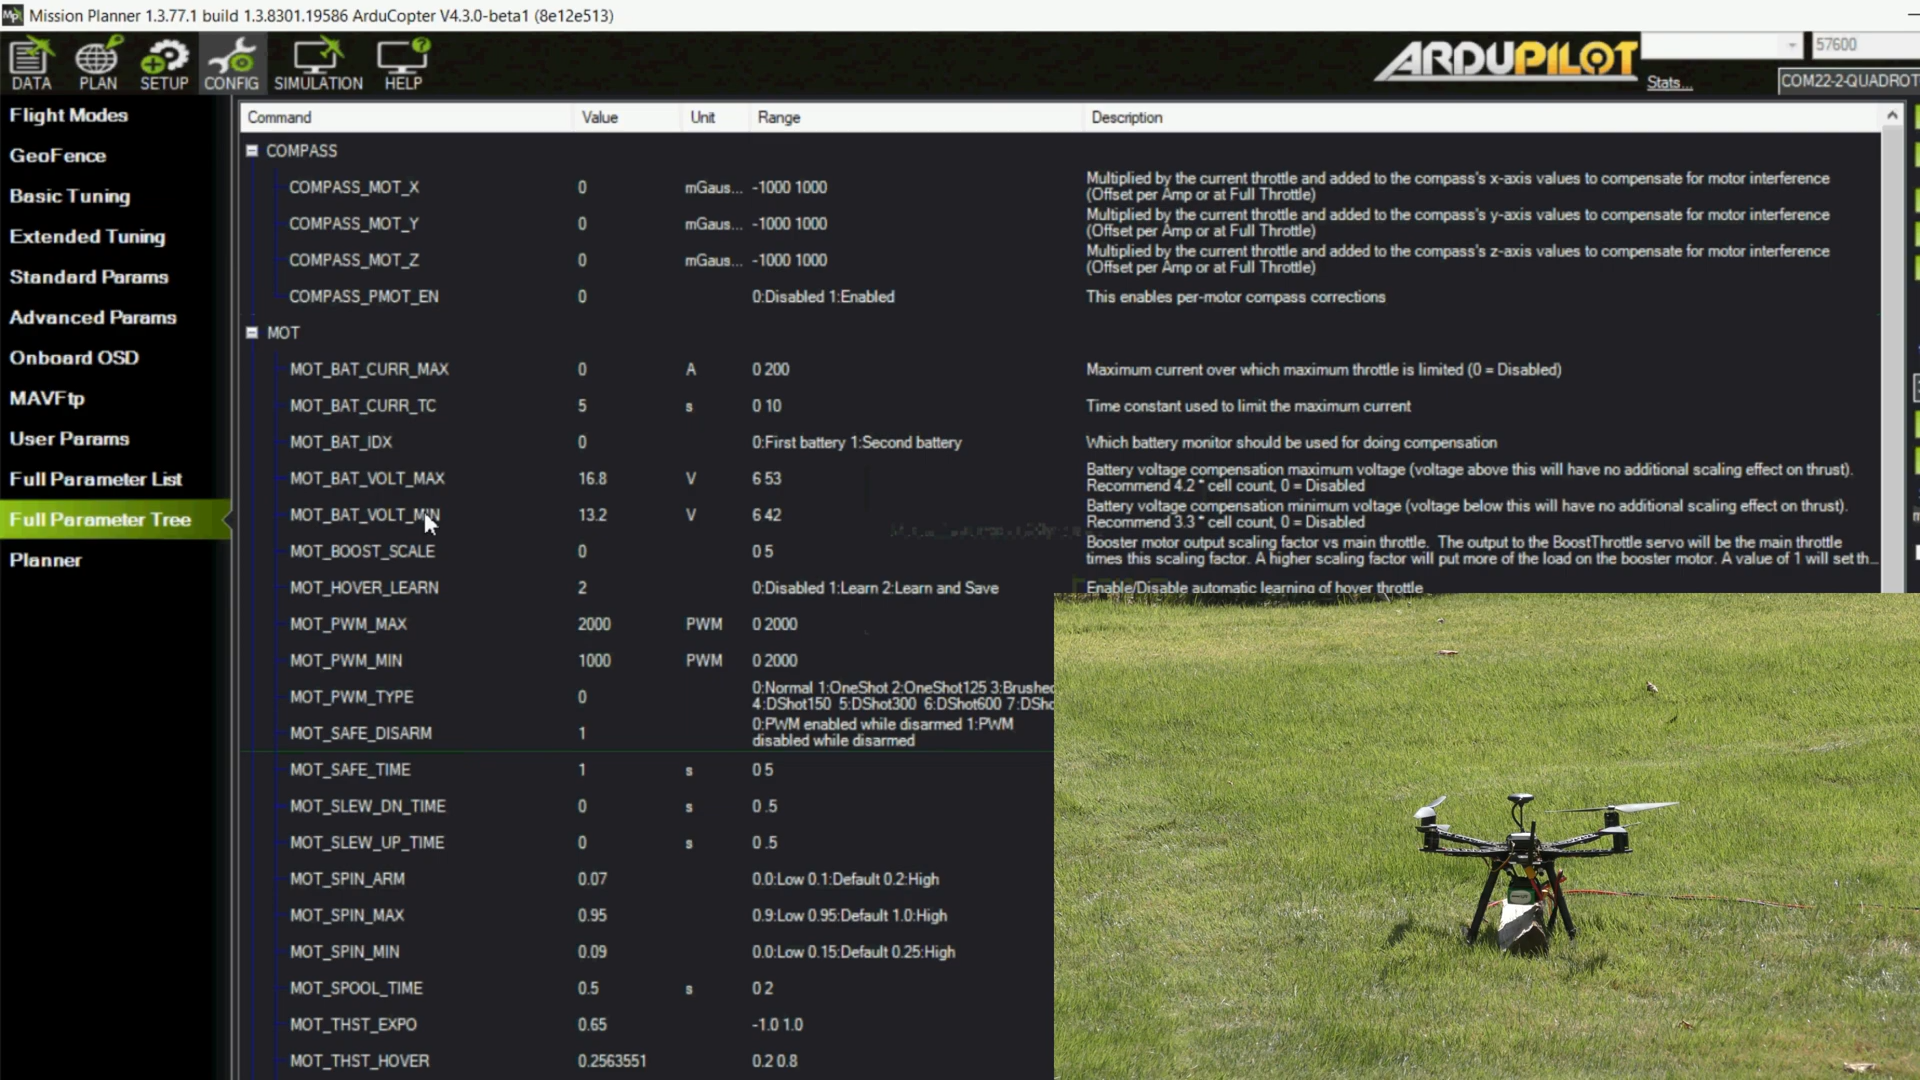 Mission Planner 1.3.77.1 build 1.3.8301.19586 ArduCopter V4.3.0-beta1 (8e12e513)
DATA PLAN SETUP CONFIG SIMULATION HELP
ARDUPILOT
57600
Stats...
COM22-2-QUADROT
Flight Modes
GeoFence
Basic Tuning
Extended Tuning
Standard Params
Advanced Params
Onboard OSD
MAVFtp
User Params
Full Parameter List
Full Parameter Tree
Planner
Command Value Unit Range Description
COMPASS
COMPASS_MOT_X 0 mGaus... -1000 1000 Multiplied by the current throttle and added to the compass's x-axis values to compensate for motor interference
(Offset per Amp or at Full Throttle)
COMPASS_MOT_Y 0 mGaus... -1000 1000 Multiplied by the current throttle and added to the compass's y-axis values to compensate for motor interference
(Offset per Amp or at Full Throttle)
COMPASS_MOT_Z 0 mGaus... -1000 1000 Multiplied by the current throttle and added to the compass's z-axis values to compensate for motor interference
(Offset per Amp or at Full Throttle)
COMPASS_PMOT_EN 0 0:Disabled 1:Enabled This enables per-motor compass corrections
MOT
MOT_BAT_CURR_MAX 0 A 0 200 Maximum current over which maximum throttle is limited (0 = Disabled)
MOT_BAT_CURR_TC 5 s 0 10 Time constant used to limit the maximum current
MOT_BAT_IDX 0 0:First battery 1:Second battery Which battery monitor should be used for doing compensation
MOT_BAT_VOLT_MAX 16.8 V 6 53 Battery voltage compensation maximum voltage (voltage above this will have no additional scaling effect on thrust).
Recommend 4.2 * cell count, 0 = Disabled
MOT_BAT_VOLT_MIN 13.2 V 6 42 Battery voltage compensation minimum voltage (voltage below this will have no additional scaling effect on thrust).
Recommend 3.3 * cell count, 0 = Disabled
MOT_BOOST_SCALE 0 0 5 Booster motor output scaling factor vs main throttle. The output to the BoostThrottle servo will be the main throttle
times this scaling factor. A higher scaling factor will put more of the load on the booster motor. A value of 1 will set th...
MOT_HOVER_LEARN 2 0:Disabled 1:Learn 2:Learn and Save Enable/Disable automatic learning of hover throttle
MOT_PWM_MAX 2000 PWM 0 2000
MOT_PWM_MIN 1000 PWM 0 2000
MOT_PWM_TYPE 0 0:Normal 1:OneShot 2:OneShot125 3:Brushed
4:DShot150 5:DShot300 6:DShot600 7:DSho
MOT_SAFE_DISARM 1 0:PWM enabled while disarmed 1:PWM
disabled while disarmed
MOT_SAFE_TIME 1 s 0 5
MOT_SLEW_DN_TIME 0 s 0 .5
MOT_SLEW_UP_TIME 0 s 0 .5
MOT_SPIN_ARM 0.07 0.0:Low 0.1:Default 0.2:High
MOT_SPIN_MAX 0.95 0.9:Low 0.95:Default 1.0:High
MOT_SPIN_MIN 0.09 0.0:Low 0.15:Default 0.25:High
MOT_SPOOL_TIME 0.5 s 0 2
MOT_THST_EXPO 0.65 -1.0 1.0
MOT_THST_HOVER 0.2563551 0.2 0.8